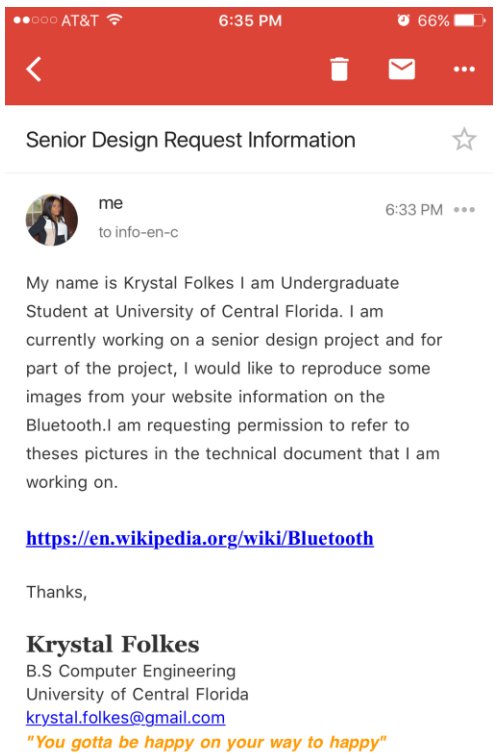 AT&T 6:35 PM 66%
Senior Design Request Information
me
6:33 PM
to info-en-c
My name is Krystal Folkes I am Undergraduate
Student at University of Central Florida. I am
currently working on a senior design project and for
part of the project, I would like to reproduce some
images from your website information on the
Bluetooth.I am requesting permission to refer to
theses pictures in the technical document that I am
working on.
https://en.wikipedia.org/wiki/Bluetooth
Thanks,
Krystal Folkes
B.S Computer Engineering
University of Central Florida
krystal.folkes@gmail.com
"You gotta be happy on your way to happy"